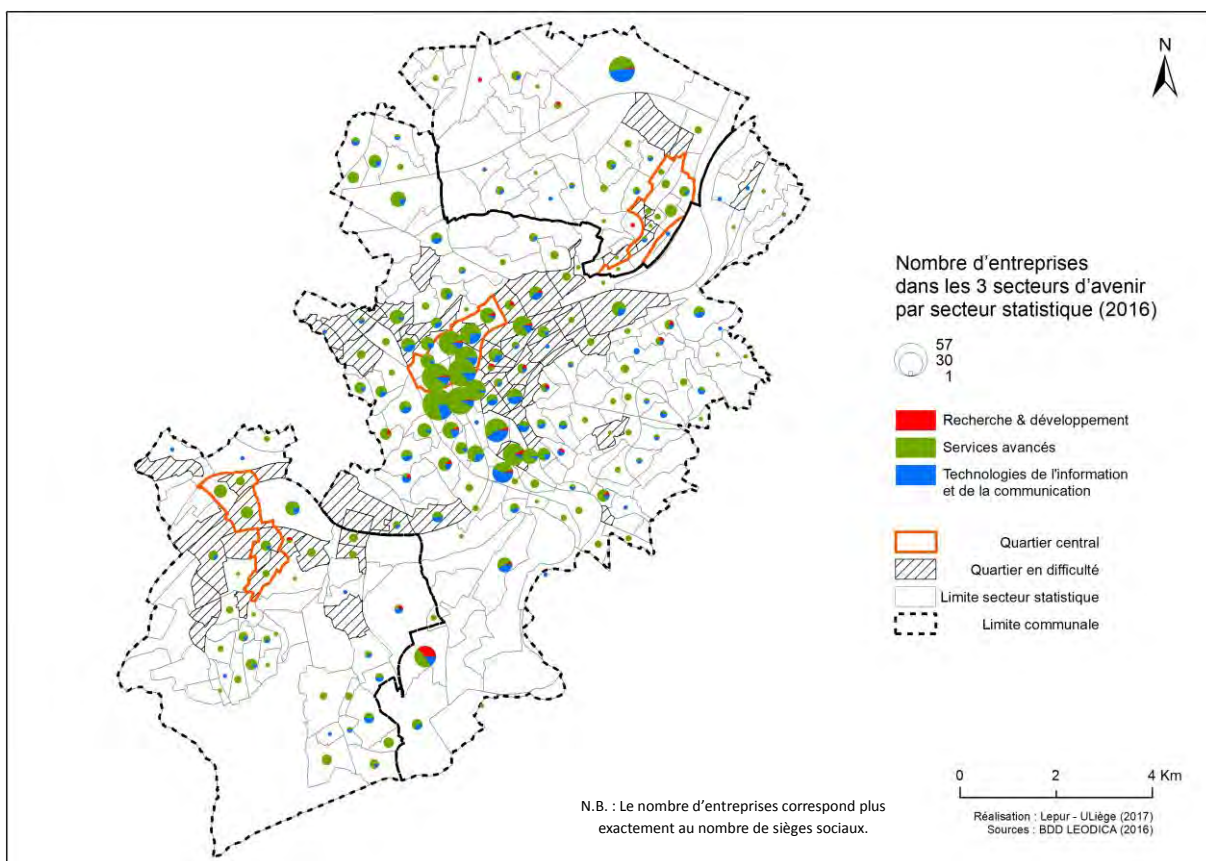 N
Nombre d'entreprises
dans les 3 secteurs d'avenir
par secteur statistique (2016)
57
30
1
Recherche & développement
Services avancés
Technologies de l'information
et de la communication
Quartier central
Quartier en difficulté
Limite secteur statistique
Limite communale
0 2 4 Km
N.B. : Le nombre d'entreprises correspond plus
exactement au nombre de sièges sociaux.
Réalisation : Lepur - ULiège (2017)
Sources : BDD LEODICA (2016)